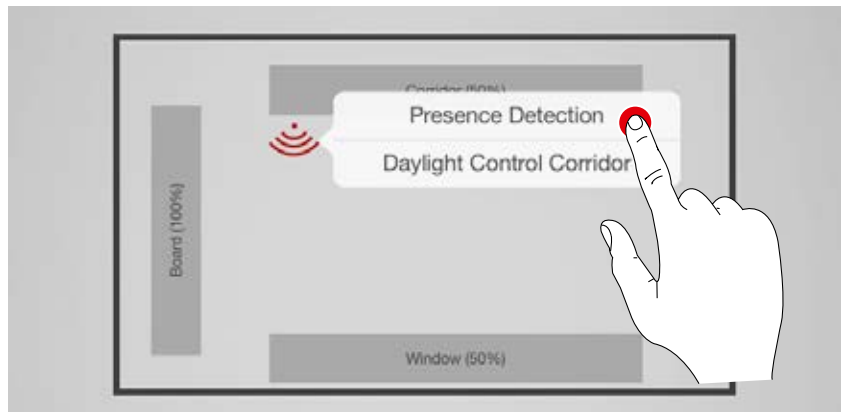 Corridor (50%)
Presence Detection
Daylight Control Corridor
Board (100%)
Window (50%)